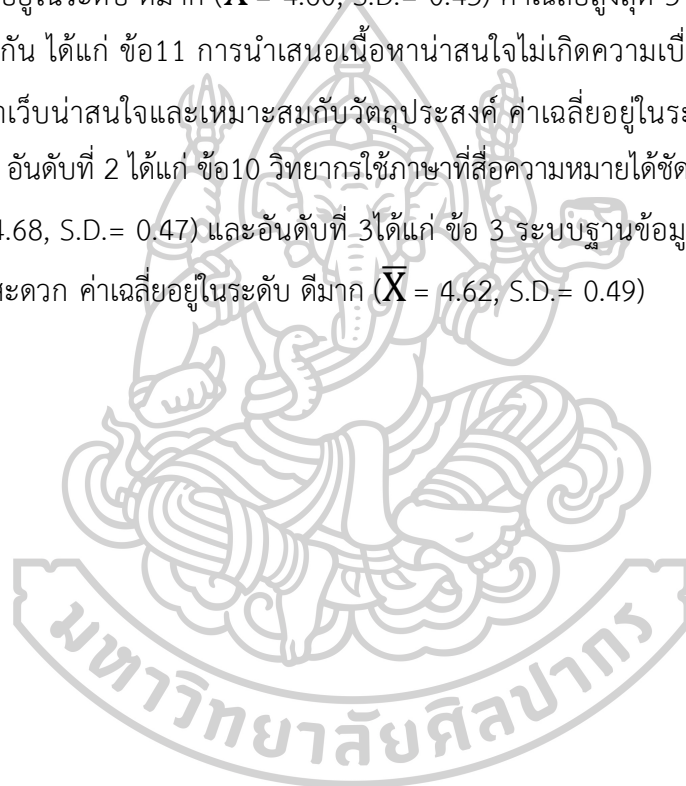 ดีมาก (X̄ = 4.60, S.D.= 0.45) ค่าเฉลี่ยสูงสุด 3
กัน ได้แก่ ข้อ11 การนำเสนอเนื้อหาน่าสนใจไม่เกิดความเบื่
เว็บน่าสนใจและเหมาะสมกับวัตถุประสงค์ ค่าเฉลี่ยอยู่ในระ
อันดับที่ 2 ได้แก่ ข้อ10 วิทยากรใช้ภาษาที่สื่อความหมายได้ชัด
4.68, S.D.= 0.47) และอันดับที่ 3ได้แก่ ข้อ 3 ระบบฐานข้อมู
สะดวก ค่าเฉลี่ยอยู่ในระดับ ดีมาก (X̄ = 4.62, S.D.= 0.49)
มหาวิทยาลัยศิลปากร